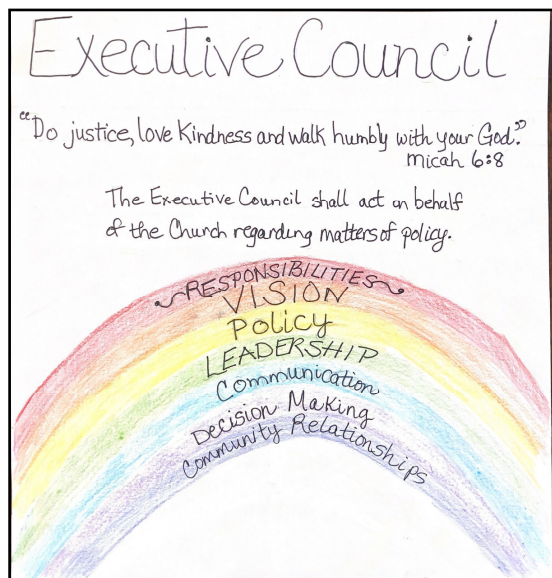 Executive Council
“Do justice, love Kindness and walk humbly with your God.”
Micah 6:8
The Executive Council shall act on behalf
of the Church regarding matters of policy.
~RESPONSIBILITIES~
VISION
Policy
LEADERSHIP
Communication
Decision Making
Community Relationships